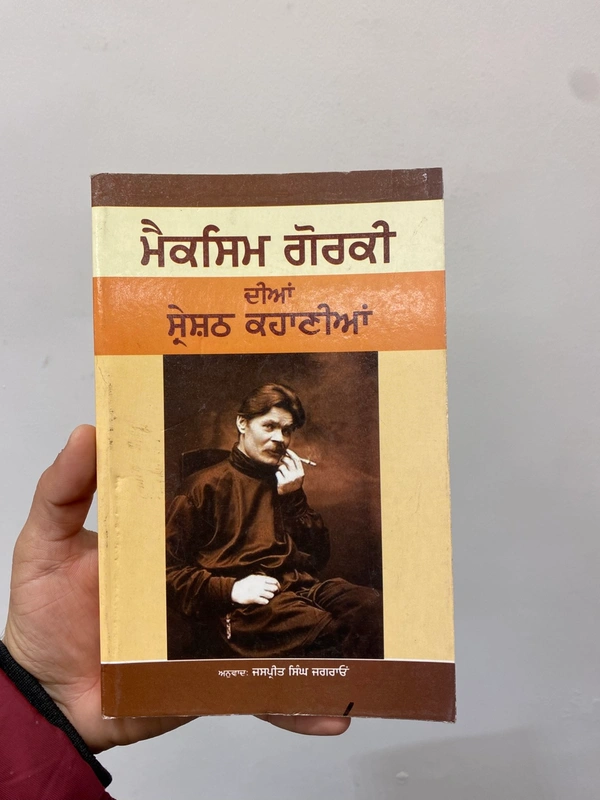 ਮੈਕਸਿਮ ਗੋਰਕੀ
ਦੀਆਂ
ਸ੍ਰੇਸ਼ਠ ਕਹਾਣੀਆਂ
ਅਨੁਵਾਦ: ਜਸਪ੍ਰੀਤ ਸਿੰਘ ਜਗਰਾਓਂ